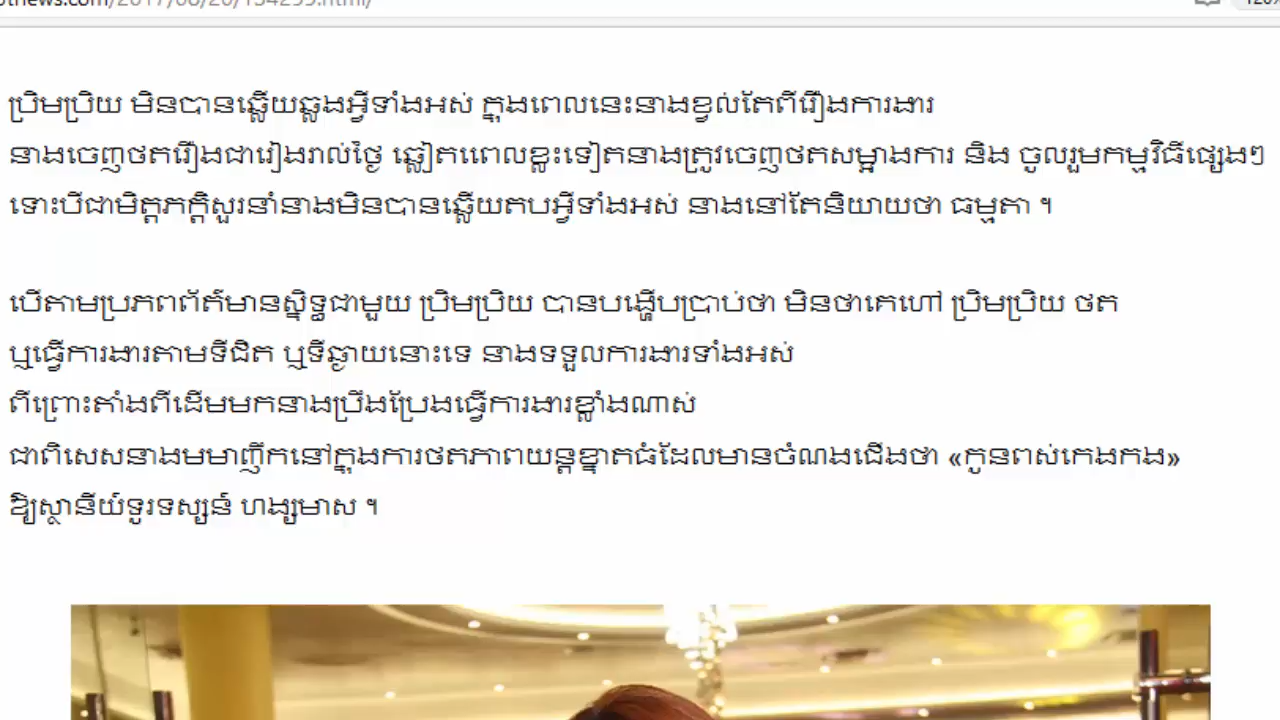 ព្រិមប្រិយ មិនបានឆ្លើយឆ្លងអ្វីទាំងអស់ ក្នុងពេលនេះនាងខ្វល់តែពីរឿងការងារ
នាងចេញថតរឿងជារៀងរាល់ថ្ងៃ ឆ្លៀតពេលខ្លះទៀតនាងត្រូវចេញថតសម្ភាងការ និង ចូលរួមកម្មវិធីផ្សេងៗ
ទោះបីជាមិត្តភក្តិសួរនាំនាងមិនបានឆ្លើយតបអ្វីទាំងអស់ នាងនៅតែនិយាយថា ធម្មតា ។
បើតាមប្រភពព័ត៌មានស្និទ្ធជាមួយ ព្រិមប្រិយ បានបង្ហើបប្រាប់ថា មិនថាគេហៅ ព្រិមប្រិយ ថត
ឬធ្វើការងារតាមទីជិត ឬទីឆ្ងាយនោះទេ នាងទទួលការងារទាំងអស់
ពីព្រោះតាំងពីដើមមកនាងប្រឹងប្រែងធ្វើការងារខ្លាំងណាស់
ជាពិសេសនាងមមាញឹកនៅក្នុងការថតភាពយន្តខ្នាតធំដែលមានចំណងជើងថា «កូនពស់កេងកង»
ឱ្យស្ថានីយ៍ទូរទស្សន៍ ហង្សមាស ។